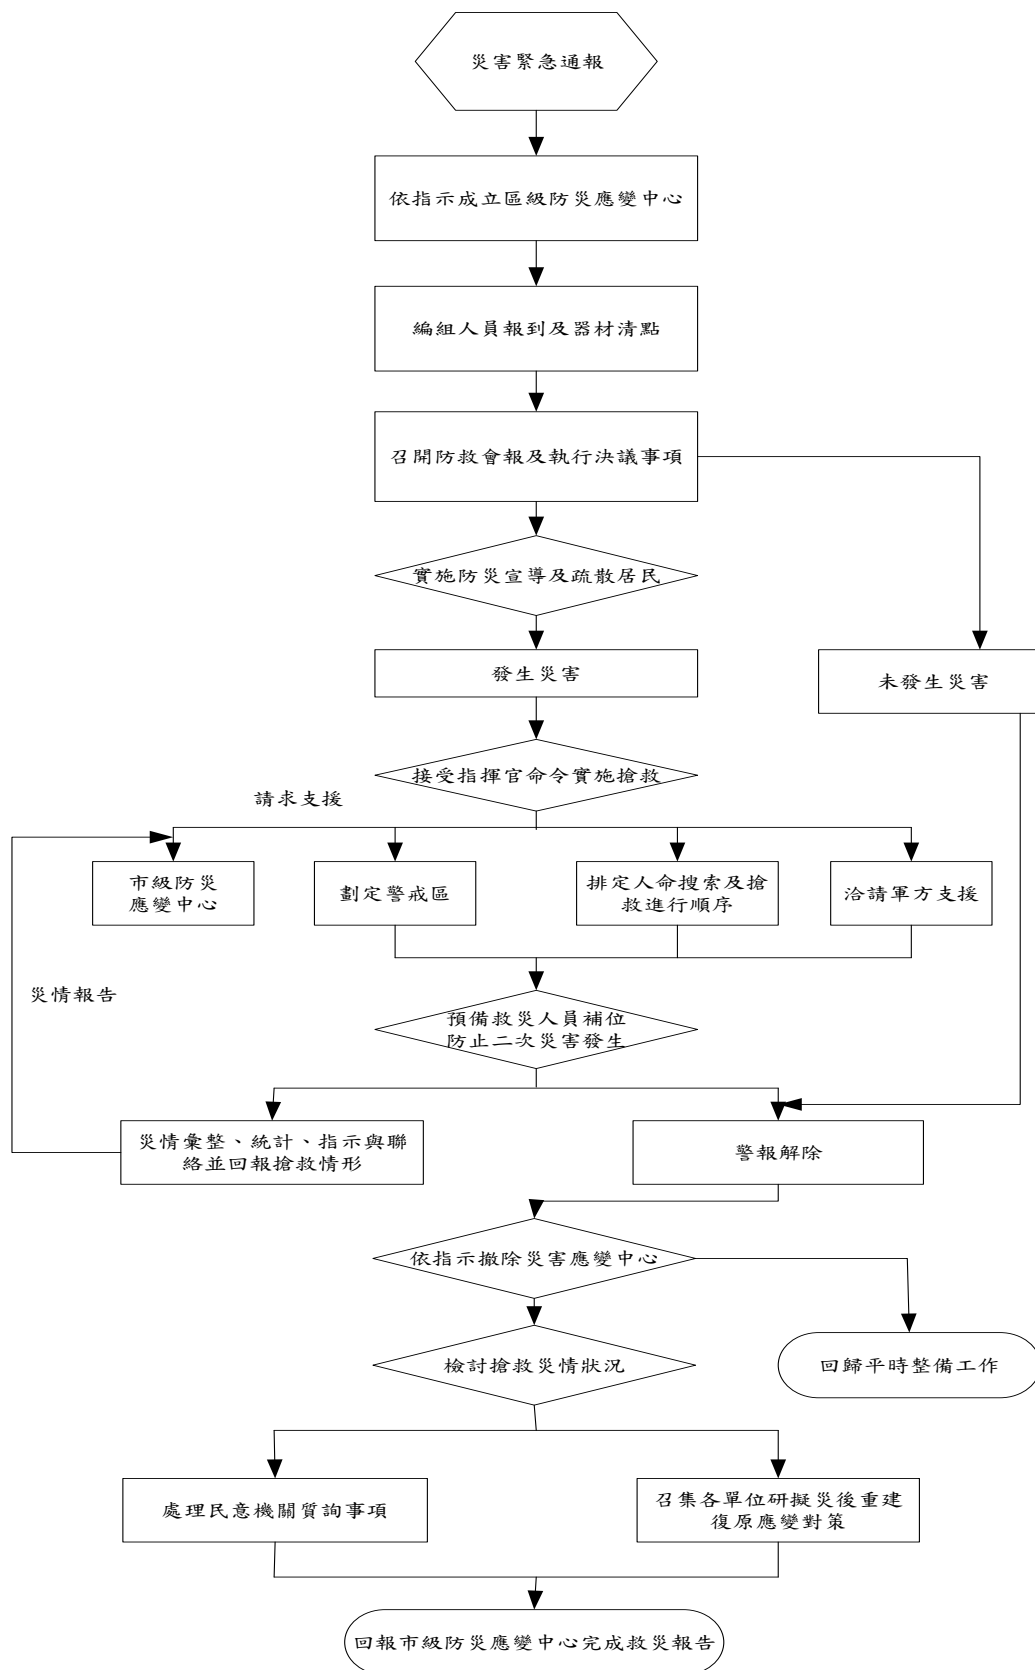 災害緊急通報
依指示成立區級防災應變中心
編組人員報到及器材清點
召開防救會報及執行決議事項
實施防災宣導及疏散居民
發生災害
未發生災害
接受指揮官命令實施搶救
請求支援
市級防災
應變中心
劃定警戒區
排定人命搜索及搶
救進行順序
洽請軍方支援
災情報告
預備救災人員補位
防止二次災害發生
災情彙整、統計、指示與聯
絡並回報搶救情形
警報解除
依指示撤除災害應變中心
檢討搶救災情狀況
回歸平時整備工作
處理民意機關質詢事項
召集各單位研擬災後重建
復原應變對策
回報市級防災應變中心完成救災報告